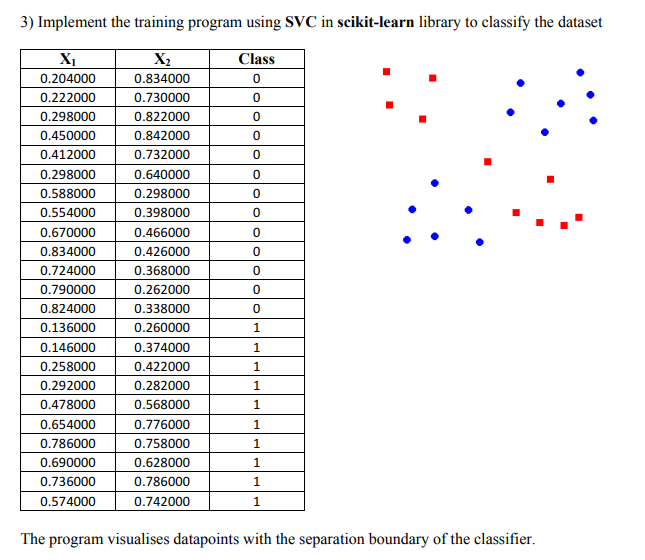 3) Implement the training program using SVC in scikit-learn library to classify the dataset
X1 X2 Class
0.204000 0.834000 0
0.222000 0.730000 0
0.298000 0.822000 0
0.450000 0.842000 0
0.412000 0.732000 0
0.298000 0.640000 0
0.588000 0.298000 0
0.554000 0.398000 0
0.670000 0.466000 0
0.834000 0.426000 0
0.724000 0.368000 0
0.790000 0.262000 0
0.824000 0.338000 0
0.136000 0.260000 1
0.146000 0.374000 1
0.258000 0.422000 1
0.292000 0.282000 1
0.478000 0.568000 1
0.654000 0.776000 1
0.786000 0.758000 1
0.690000 0.628000 1
0.736000 0.786000 1
0.574000 0.742000 1
The program visualises datapoints with the separation boundary of the classifier.